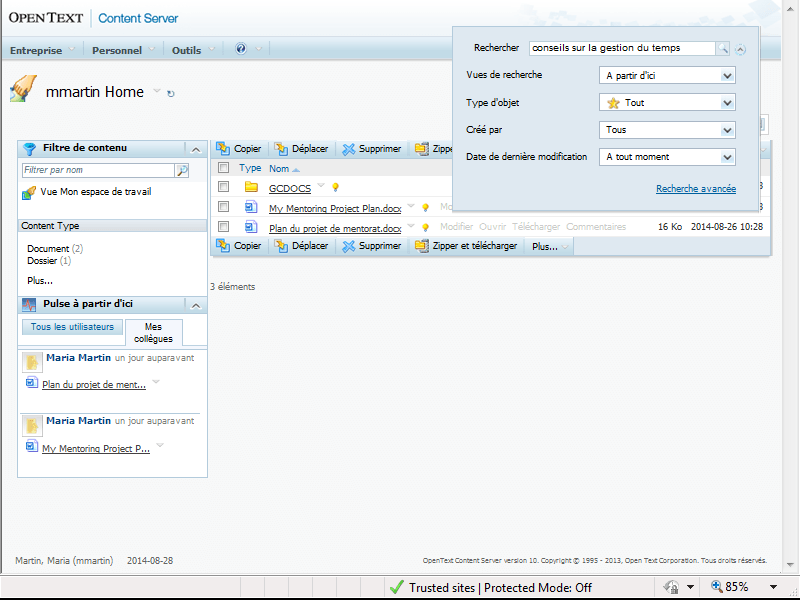 OPEN TEXT | Content Server
Entreprise Personnel Outils
Rechercher conseils sur la gestion du temps
Vues de recherche A partir d'ici
Type d'objet Tout
Créé par Tous
Date de dernière modification A tout moment
Recherche avancée
mmartin Home
Filtre de contenu
Filtrer par nom
Vue Mon espace de travail
Content Type
Document (2)
Dossier (1)
Plus...
Pulse à partir d'ici
Tous les utilisateurs
Mes
collègues
Maria Martin un jour auparavant
Plan du projet de ment...
Maria Martin un jour auparavant
My Mentoring Project P...
Copier Déplacer Supprimer Zippe
Type Nom
GCDOCS 3
My Mentoring Project Plan.docx Mo 3
Plan du projet de mentorat.docx Modifier Ouvrir Télécharger Commentaires 16 Ko 2014-08-26 10:28
Copier Déplacer Supprimer Zipper et télécharger Plus...
3 éléments
Martin, Maria (mmartin) 2014-08-28
OpenText Content Server version 10. Copyright © 1995 - 2013, Open Text Corporation. Tous droits réservés.
Trusted sites | Protected Mode: Off 85%